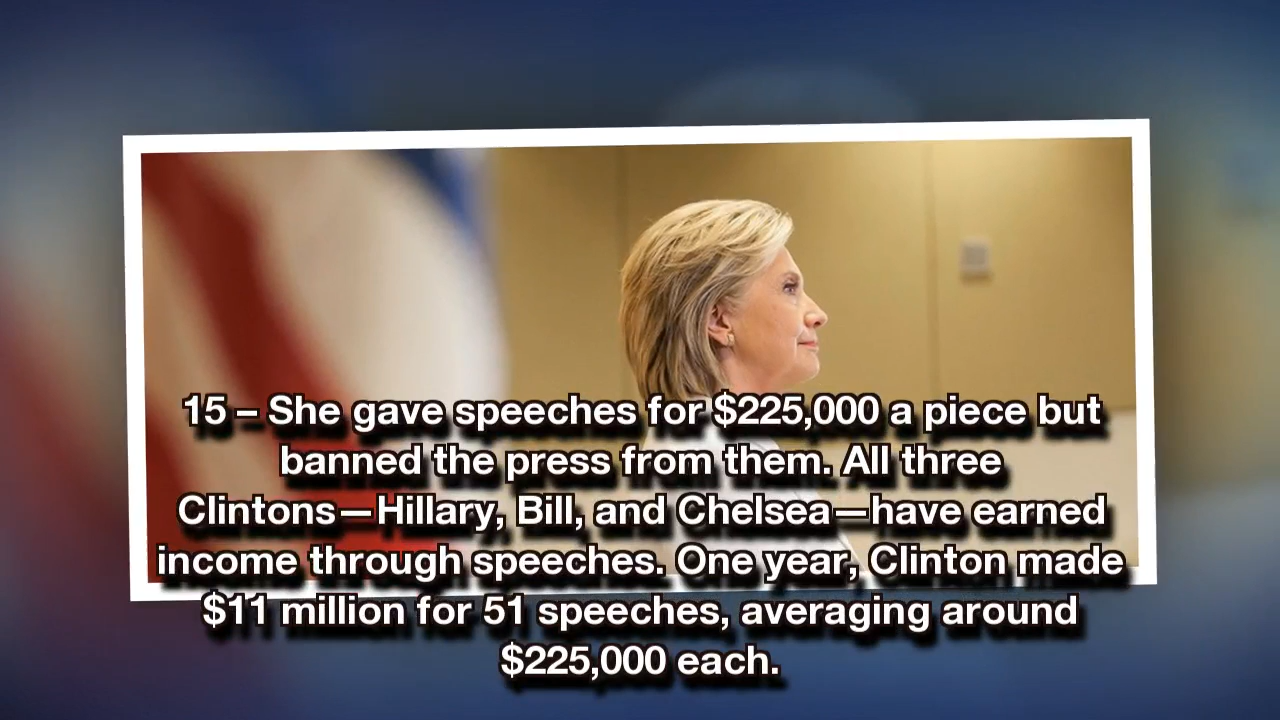 15 – She gave speeches for $225,000 a piece but
banned the press from them. All three
Clintons—Hillary, Bill, and Chelsea—have earned
income through speeches. One year, Clinton made
$11 million for 51 speeches, averaging around
$225,000 each.